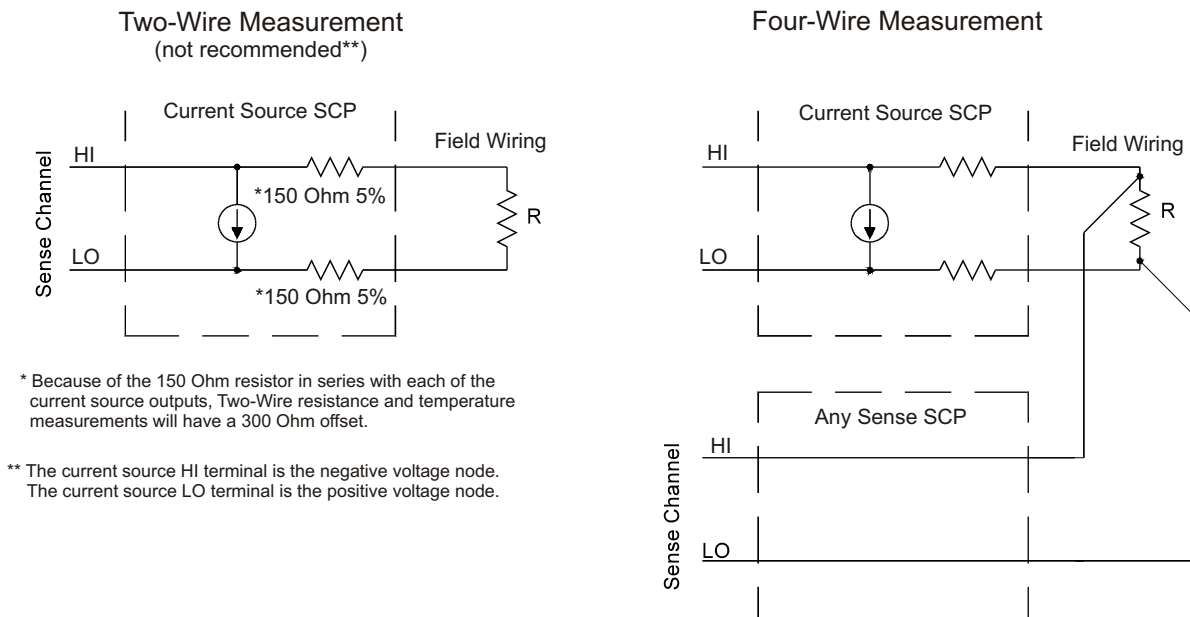 Two-Wire Measurement
(not recommended**)
Current Source SCP
Field Wiring
HI
*150 Ohm 5%
R
Sense Channel
LO
*150 Ohm 5%
* Because of the 150 Ohm resistor in series with each of the
current source outputs, Two-Wire resistance and temperature
measurements will have a 300 Ohm offset.
** The current source HI terminal is the negative voltage node.
The current source LO terminal is the positive voltage node.
Four-Wire Measurement
Current Source SCP
Field Wiring
HI
R
LO
Any Sense SCP
HI
Sense Channel
LO